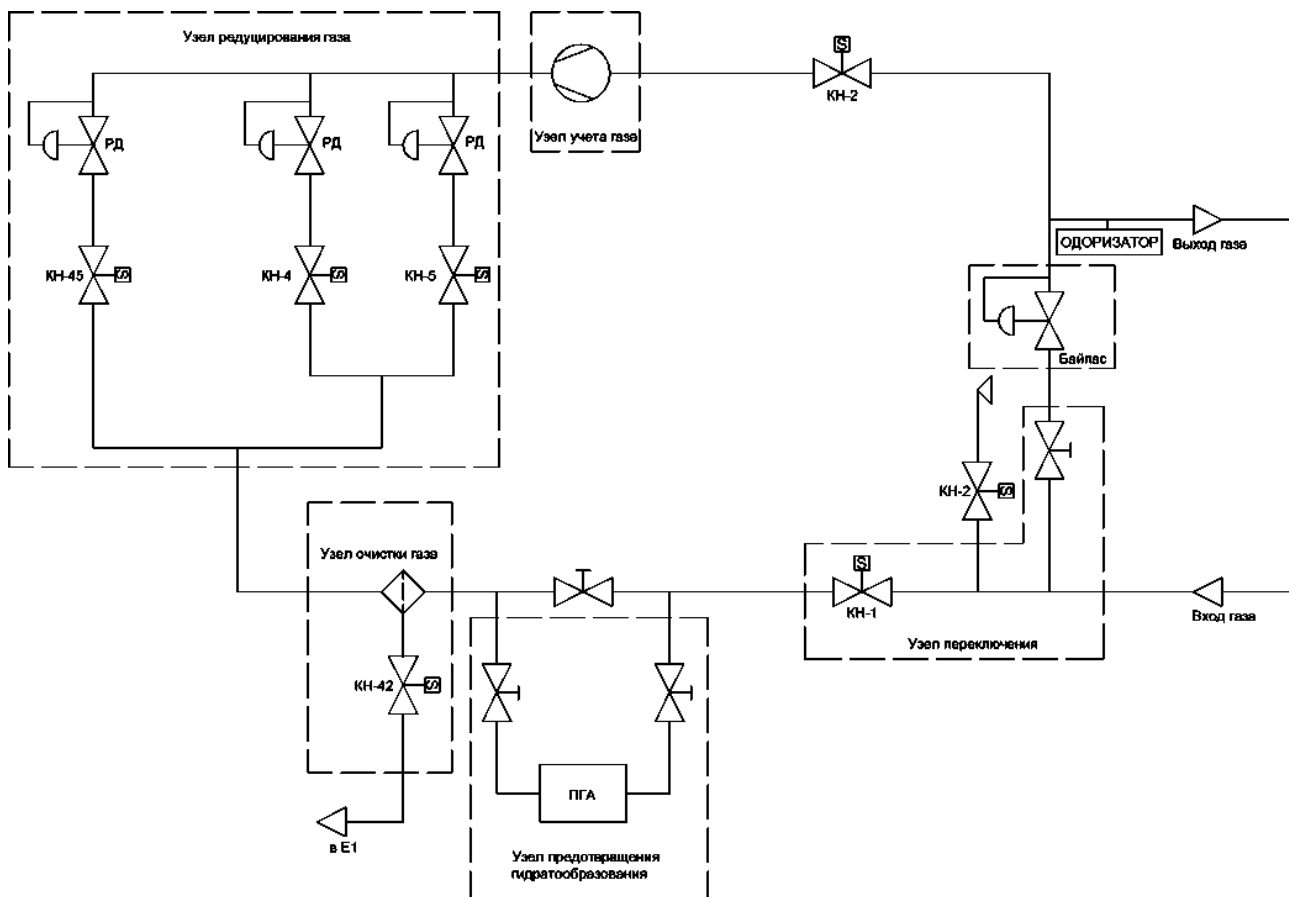 Узел редуцирования газа
S
КН-2
Узел учета газа
РД
РД
РД
ОДОРИЗАТОР
Выход газа
КН-45
S
КН-4
S
КН-5
S
Байпас
КН-2
S
Узел очистки газа
S
КН-1
Вход газа
Узел переключения
КН-42
S
ПГА
в Е1
Узел предотвращения
гидратообразования